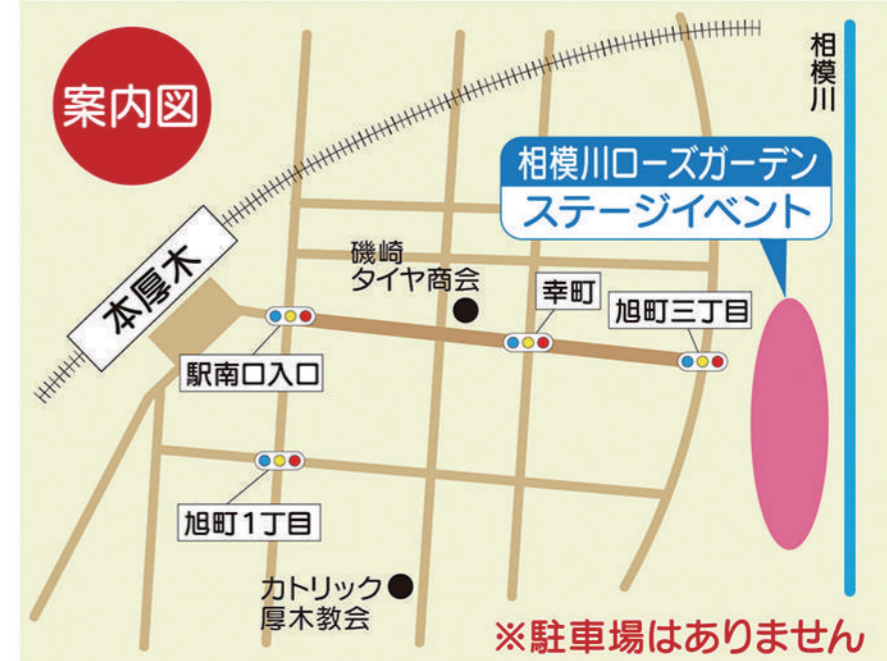 案内図
相模川
相模川ローズガーデン
ステージイベント
本厚木
磯崎
タイヤ商会
幸町
旭町三丁目
駅南口入口
旭町1丁目
カトリック
厚木教会
※駐車場はありません